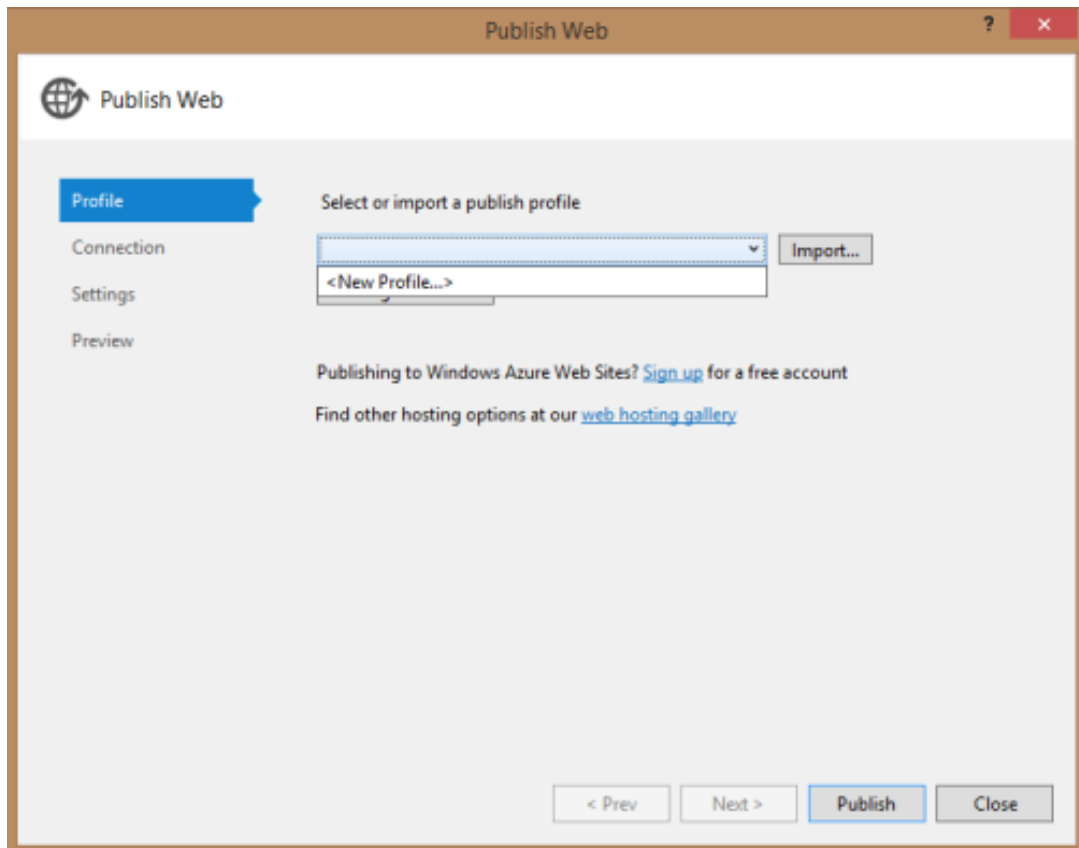 Publish Web
?
Publish Web
Profile
Connection
Settings
Preview
Select or import a publish profile
Import...
<New Profile...>
Publishing to Windows Azure Web Sites? Sign up for a free account
Find other hosting options at our web hosting gallery
< Prev
Next >
Publish
Close